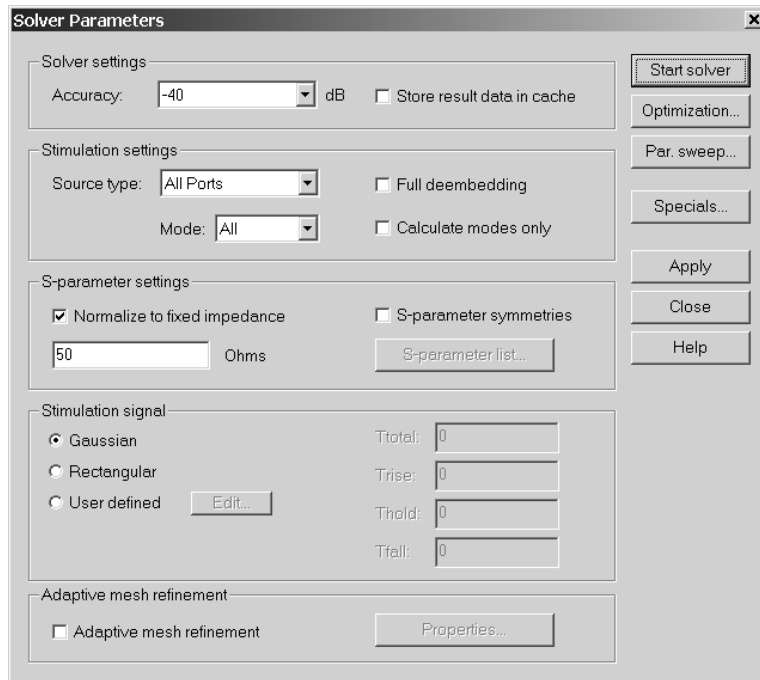 Solver Parameters
Solver settings
Accuracy: -40 dB Store result data in cache
Stimulation settings
Source type: All Ports Full deembedding
Mode: All Calculate modes only
S-parameter settings
Normalize to fixed impedance S-parameter symmetries
50 Ohms S-parameter list...
Stimulation signal
Gaussian
Rectangular
User defined Edit...
Ttotal: 0
Trise: 0
Thold: 0
Tfall: 0
Adaptive mesh refinement
Adaptive mesh refinement Properties...
Start solver
Optimization...
Par. sweep...
Specials...
Apply
Close
Help